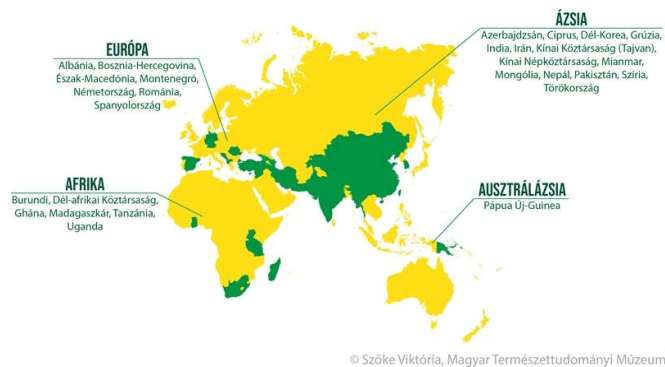 EURÓPA
Albánia, Bosznia-Hercegovina,
Észak-Macedónia, Montenegró,
Németország, Románia,
Spanyolország
ÁZSIA
Azerbajdzsán, Ciprus, Dél-Korea, Grúzia,
India, Irán, Kínai Köztársaság (Tajvan),
Kínai Népköztársaság, Mianmar,
Mongólia, Nepál, Pakisztán, Szíria,
Törökország
AFRIKA
Burundi, Dél-afrikai Köztársaság,
Ghána, Madagaszkár, Tanzánia,
Uganda
AUSZTRÁLÁZSIA
Pápua Új-Guinea
© Szőke Viktória, Magyar Természettudományi Múzeum